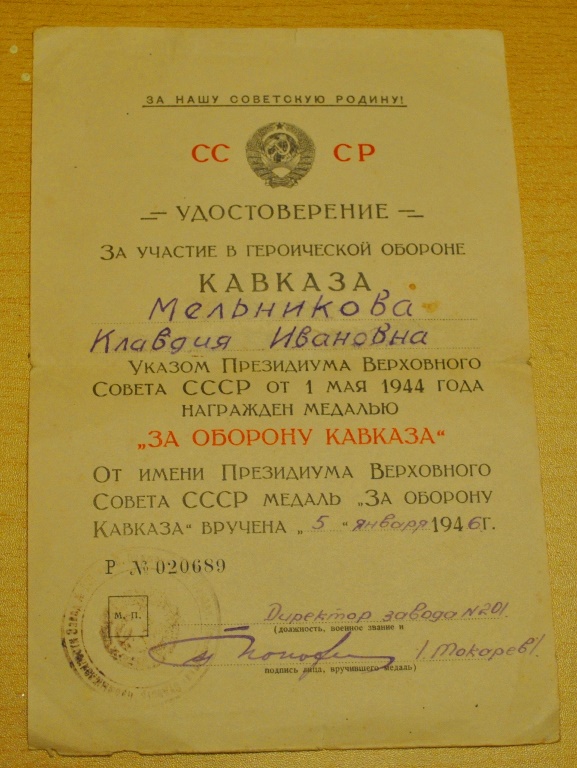 ЗА НАШУ СОВЕТСКУЮ РОДИНУ!
СС СР
УДОСТОВЕРЕНИЕ
ЗА УЧАСТИЕ В ГЕРОИЧЕСКОЙ ОБОРОНЕ
КАВКАЗА
Мельникова
Клавдия Ивановна
УКАЗОМ ПРЕЗИДИУМА ВЕРХОВНОГО
СОВЕТА СССР ОТ 1 МАЯ 1944 ГОДА
НАГРАЖДЕН МЕДАЛЬЮ
„ЗА ОБОРОНУ КАВКАЗА“
ОТ ИМЕНИ ПРЕЗИДИУМА ВЕРХОВНОГО
СОВЕТА СССР МЕДАЛЬ „ЗА ОБОРОНУ
КАВКАЗА“ ВРУЧЕНА „5“ января 1946г.
Р № 020689
М. П.
Директор завода №201.
(должность, военное звание и
/Токарев/
подпись лица, вручившего медаль)